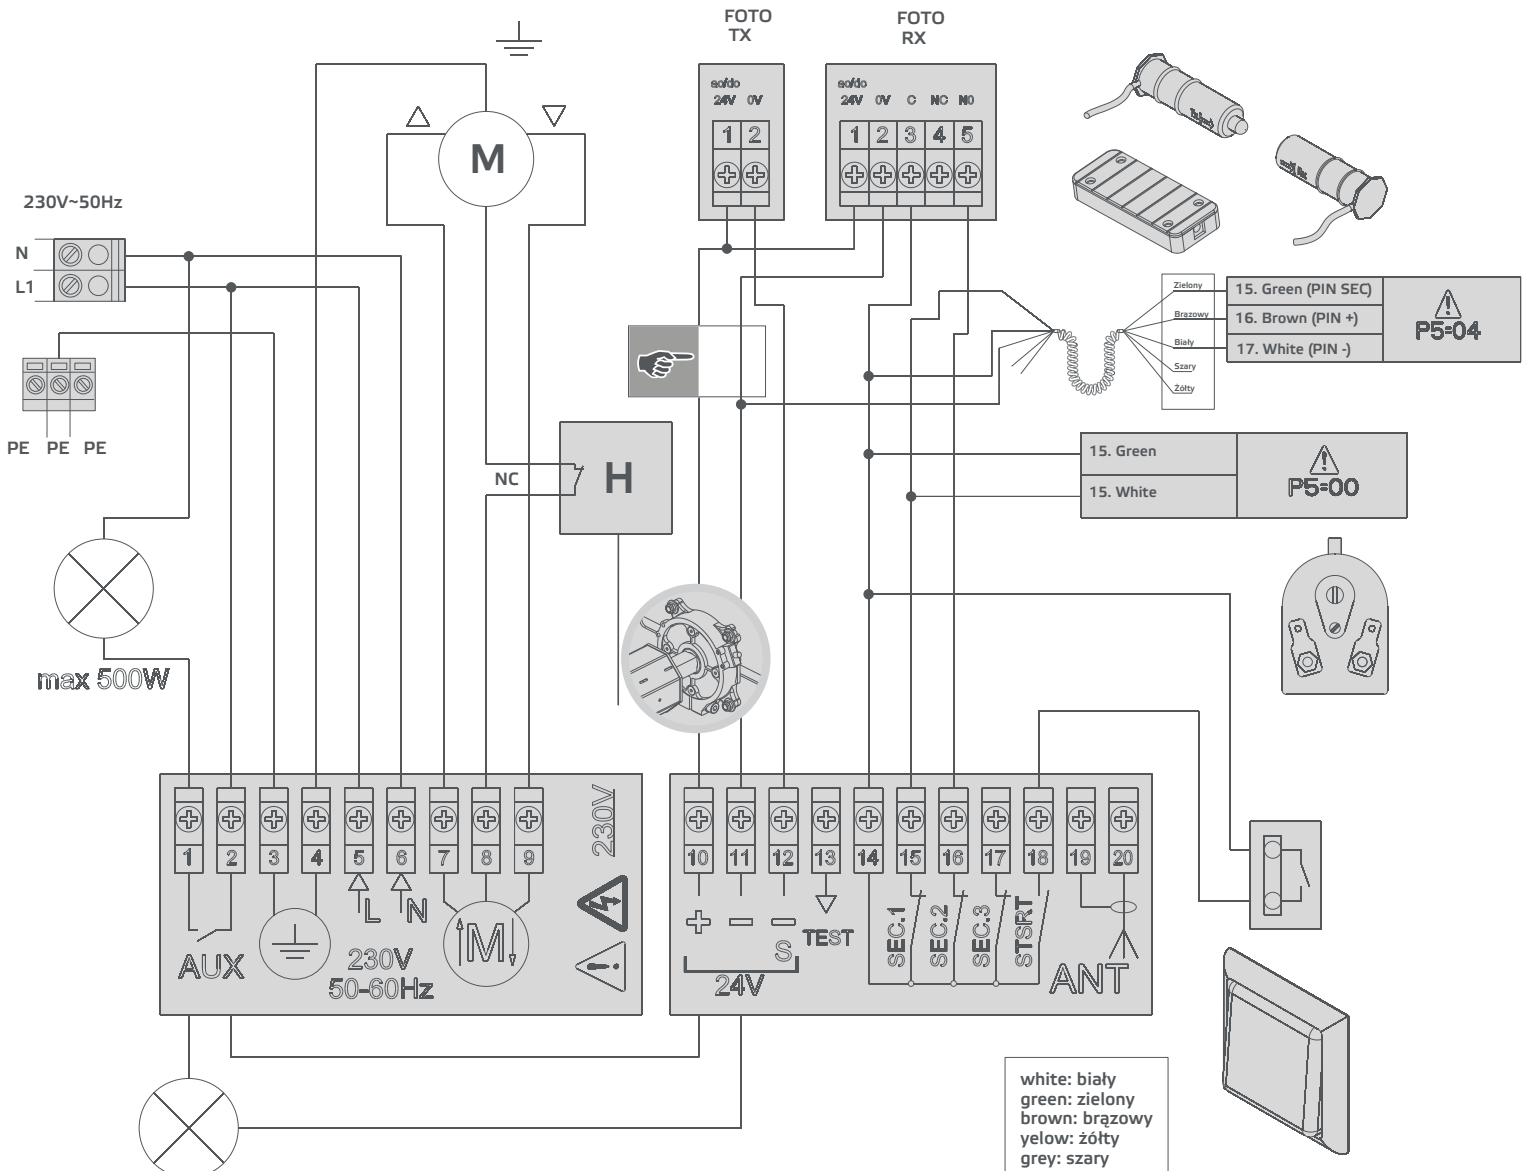 FOTO
TX
FOTO
RX
ac/dc
24V 0V
1 2
ac/dc
24V 0V C NC NO
1 2 3 4 5
M
230V~50Hz
N
L1
PE PE PE
Zielony
Brązowy
Biały
Szary
Żółty
15. Green (PIN SEC)
16. Brown (PIN +)
17. White (PIN -)
P5=04
15. Green
15. White
P5=00
NC
H
max 500W
1 2 3 4 5 6 7 8 9
230V
L N
AUX
230V
50-60Hz
M
10 11 12 13 14 15 16 17 18 19 20
+ - -
S
24V
TEST
SEC.1
SEC.2
SEC.3
STSRT
ANT
white: biały
green: zielony
brown: brązowy
yelow: żółty
grey: szary